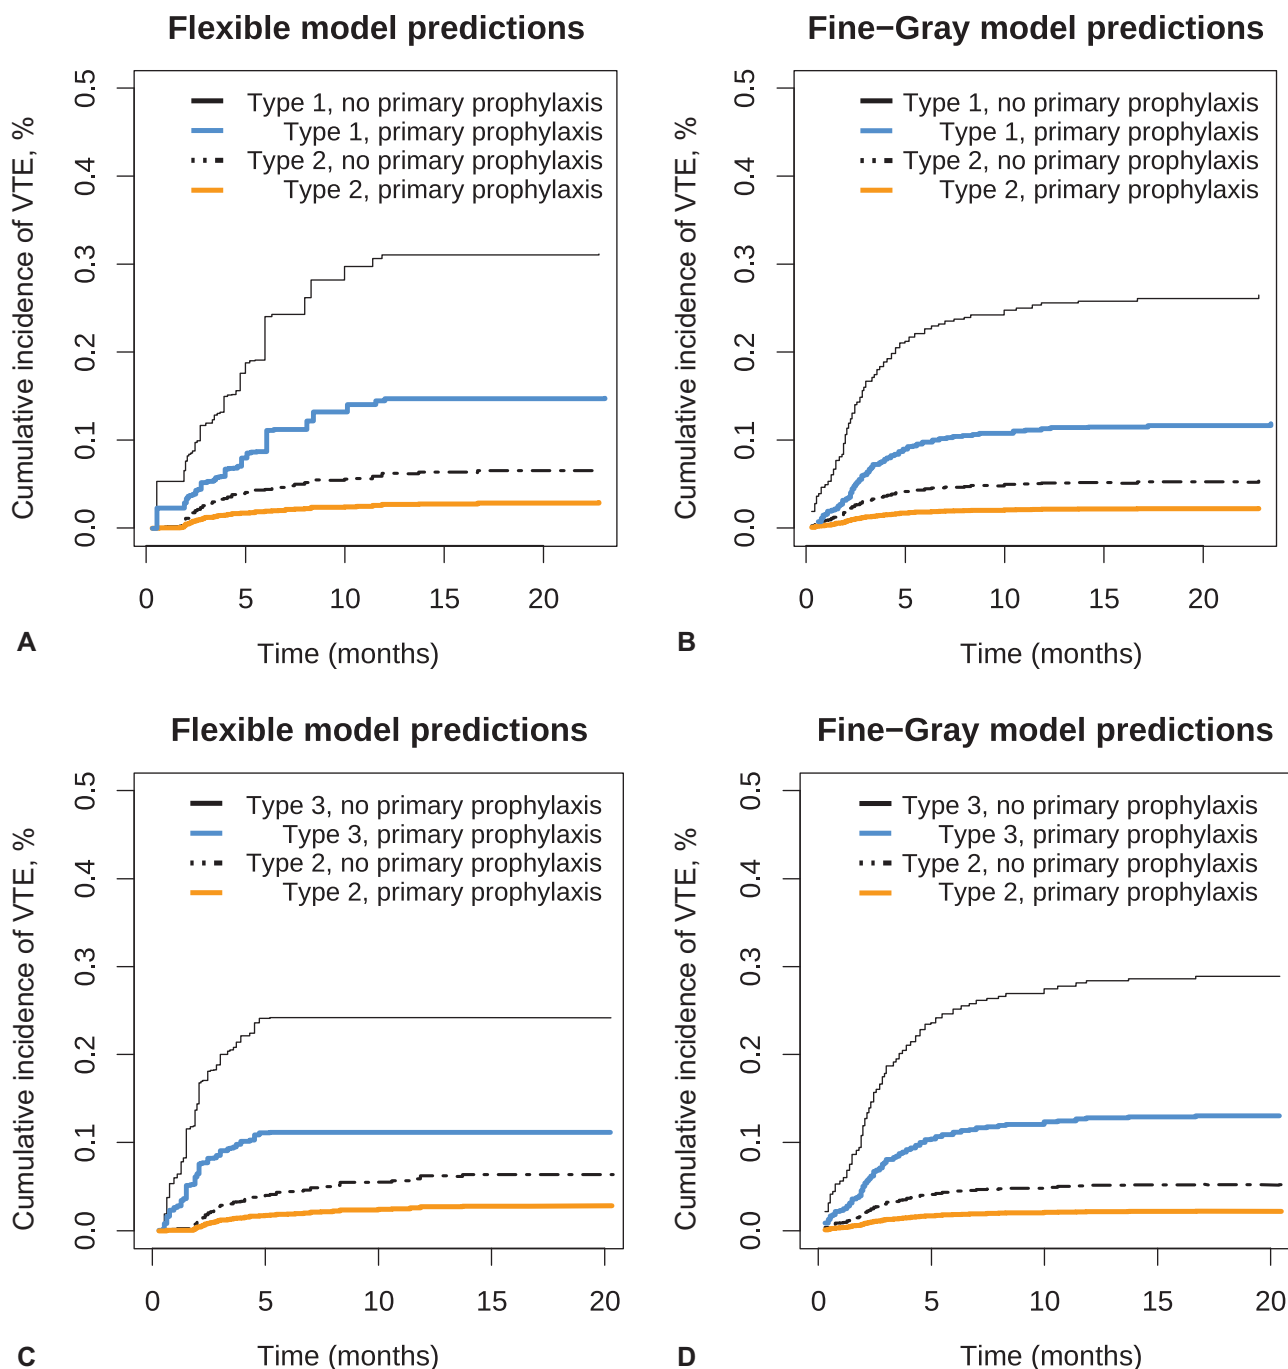 Flexible model predictions
Cumulative incidence of VTE, %
0.5
0.4
0.3
0.2
0.1
0.0
Type 1, no primary prophylaxis
Type 1, primary prophylaxis
Type 2, no primary prophylaxis
Type 2, primary prophylaxis
0 5 10 15 20
Time (months)
A
Fine−Gray model predictions
Cumulative incidence of VTE, %
0.5
0.4
0.3
0.2
0.1
0.0
Type 1, no primary prophylaxis
Type 1, primary prophylaxis
Type 2, no primary prophylaxis
Type 2, primary prophylaxis
0 5 10 15 20
Time (months)
B
Flexible model predictions
Cumulative incidence of VTE, %
0.5
0.4
0.3
0.2
0.1
0.0
Type 3, no primary prophylaxis
Type 3, primary prophylaxis
Type 2, no primary prophylaxis
Type 2, primary prophylaxis
0 5 10 15 20
Time (months)
C
Fine−Gray model predictions
Cumulative incidence of VTE, %
0.5
0.4
0.3
0.2
0.1
0.0
Type 3, no primary prophylaxis
Type 3, primary prophylaxis
Type 2, no primary prophylaxis
Type 2, primary prophylaxis
0 5 10 15 20
Time (months)
D